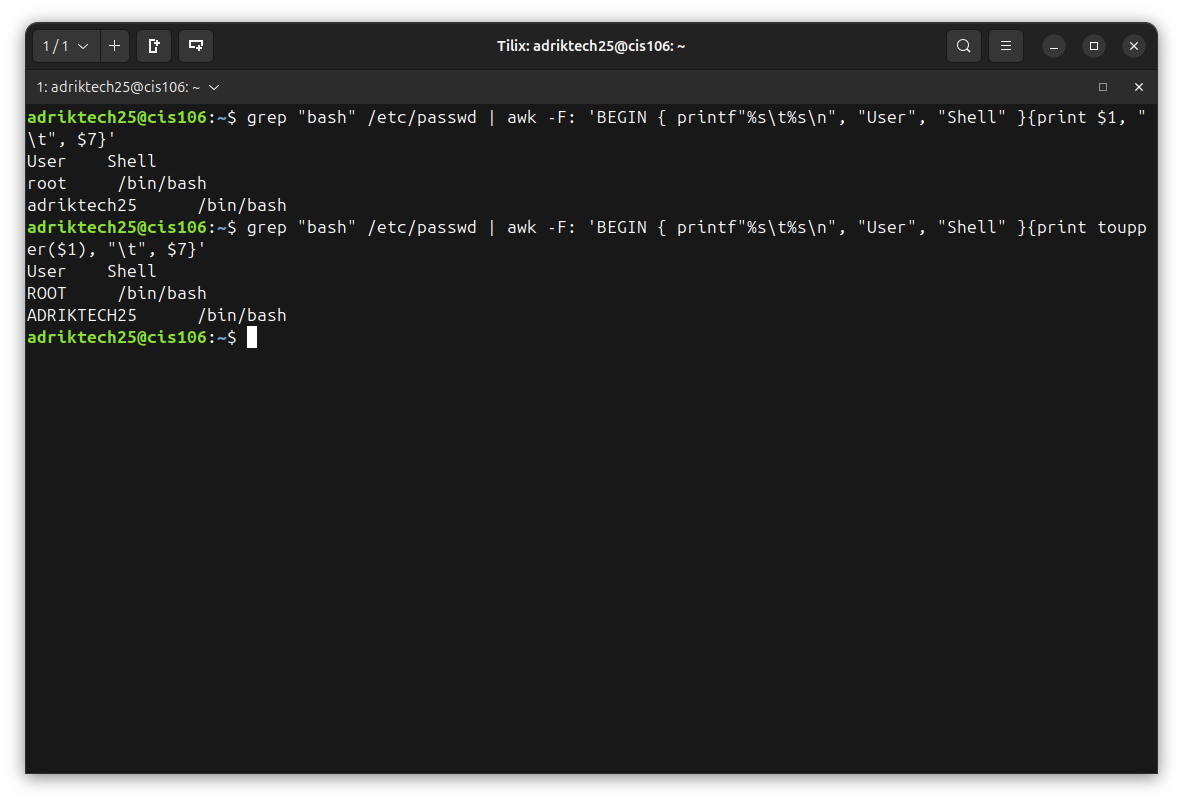 1 / 1
Tilix: adriktech25@cis106: ~
1: adriktech25@cis106: ~
adriktech25@cis106:~$ grep "bash" /etc/passwd | awk -F: 'BEGIN { printf"%s\t%s\n", "User", "Shell" }{print $1, "
\t", $7}'
User    Shell
root     /bin/bash
adriktech25      /bin/bash
adriktech25@cis106:~$ grep "bash" /etc/passwd | awk -F: 'BEGIN { printf"%s\t%s\n", "User", "Shell" }{print toupp
er($1), "\t", $7}'
User    Shell
ROOT     /bin/bash
ADRIKTECH25      /bin/bash
adriktech25@cis106:~$